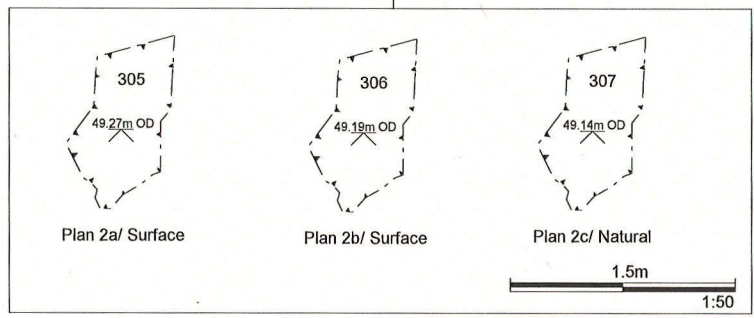 305
49.27m OD
Plan 2a/ Surface
306
49.19m OD
Plan 2b/ Surface
307
49.14m OD
Plan 2c/ Natural
1.5m
1:50